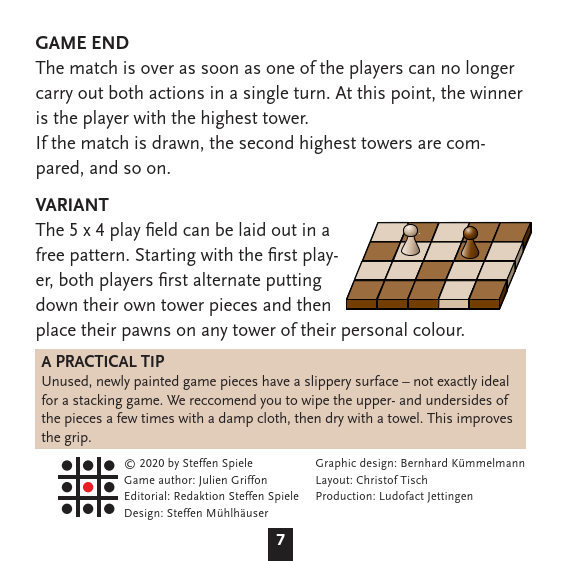 GAME END
The match is over as soon as one of the players can no longer
carry out both actions in a single turn. At this point, the winner
is the player with the highest tower.
If the match is drawn, the second highest towers are com-
pared, and so on.
VARIANT
The 5 x 4 play field can be laid out in a
free pattern. Starting with the first play-
er, both players first alternate putting
down their own tower pieces and then
place their pawns on any tower of their personal colour.
A PRACTICAL TIP
Unused, newly painted game pieces have a slippery surface – not exactly ideal
for a stacking game. We reccomend you to wipe the upper- and undersides of
the pieces a few times with a damp cloth, then dry with a towel. This improves
the grip.
© 2020 by Steffen Spiele
Game author: Julien Griffon
Editorial: Redaktion Steffen Spiele
Design: Steffen Mühlhäuser
Graphic design: Bernhard Kümmelmann
Layout: Christof Tisch
Production: Ludofact Jettingen
7